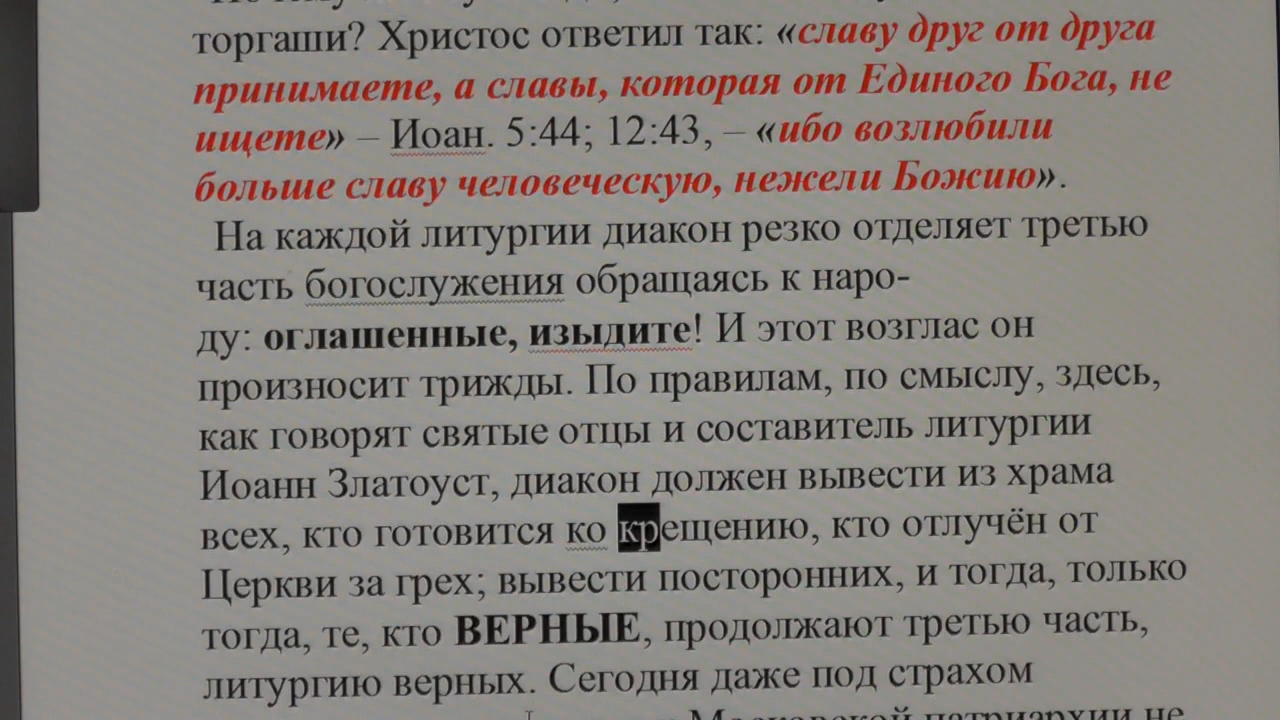 торгаши? Христос ответил так: «славу друг от друга
принимаете, а славы, которая от Единого Бога, не
ищете» – Иоан. 5:44; 12:43, – «ибо возлюбили
больше славу человеческую, нежели Божию».
На каждой литургии диакон резко отделяет третью
часть богослужения обращаясь к наро-
ду: оглашенные, изыдите! И этот возглас он
произносит трижды. По правилам, по смыслу, здесь,
как говорят святые отцы и составитель литургии
Иоанн Златоуст, диакон должен вывести из храма
всех, кто готовится ко крещению, кто отлучён от
Церкви за грех; вывести посторонних, и тогда, только
тогда, те, кто ВЕРНЫЕ, продолжают третью часть,
литургию верных. Сегодня даже под страхом
Московской патриархии не